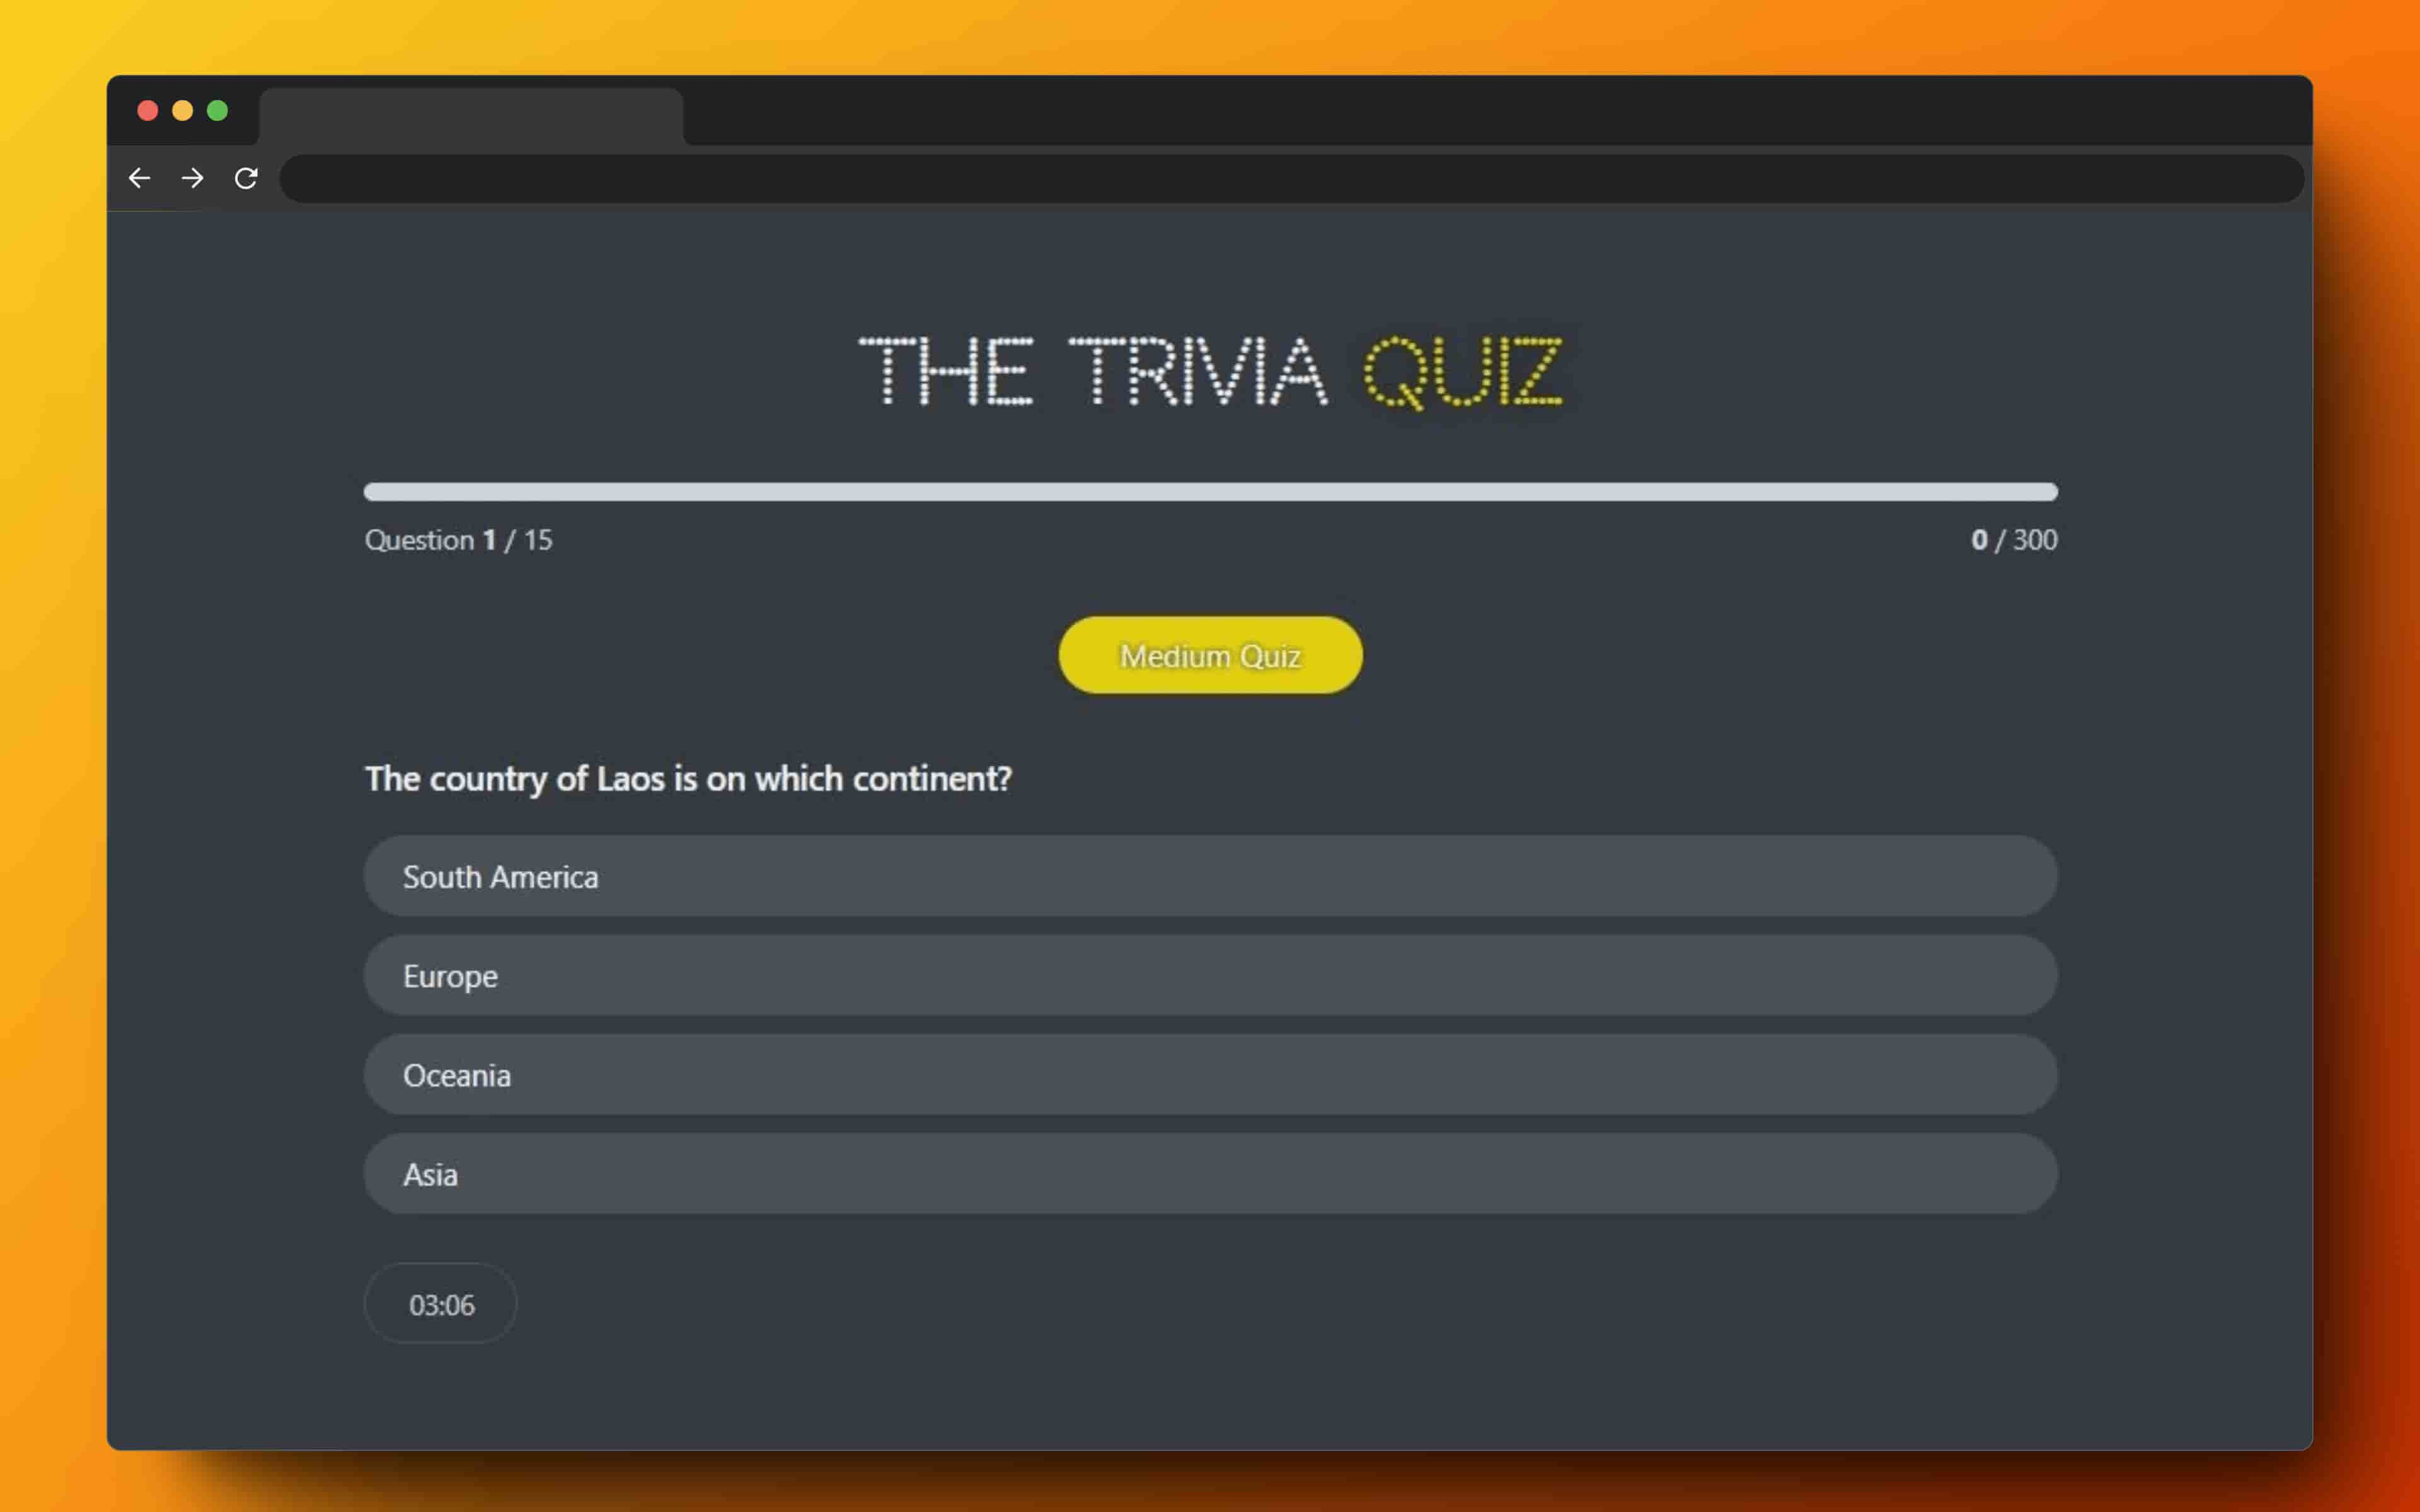 THE TRIVIA QUIZ
Question 1 / 15
0 / 300
Medium Quiz
The country of Laos is on which continent?
South America
Europe
Oceania
Asia
03:06